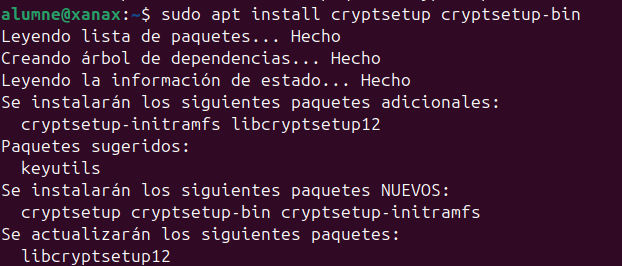 alumne@xanax:~$ sudo apt install cryptsetup cryptsetup-bin
Leyendo lista de paquetes... Hecho
Creando árbol de dependencias... Hecho
Leyendo la información de estado... Hecho
Se instalarán los siguientes paquetes adicionales:
  cryptsetup-initramfs libcryptsetup12
Paquetes sugeridos:
  keyutils
Se instalarán los siguientes paquetes NUEVOS:
  cryptsetup cryptsetup-bin cryptsetup-initramfs
Se actualizarán los siguientes paquetes:
  libcryptsetup12